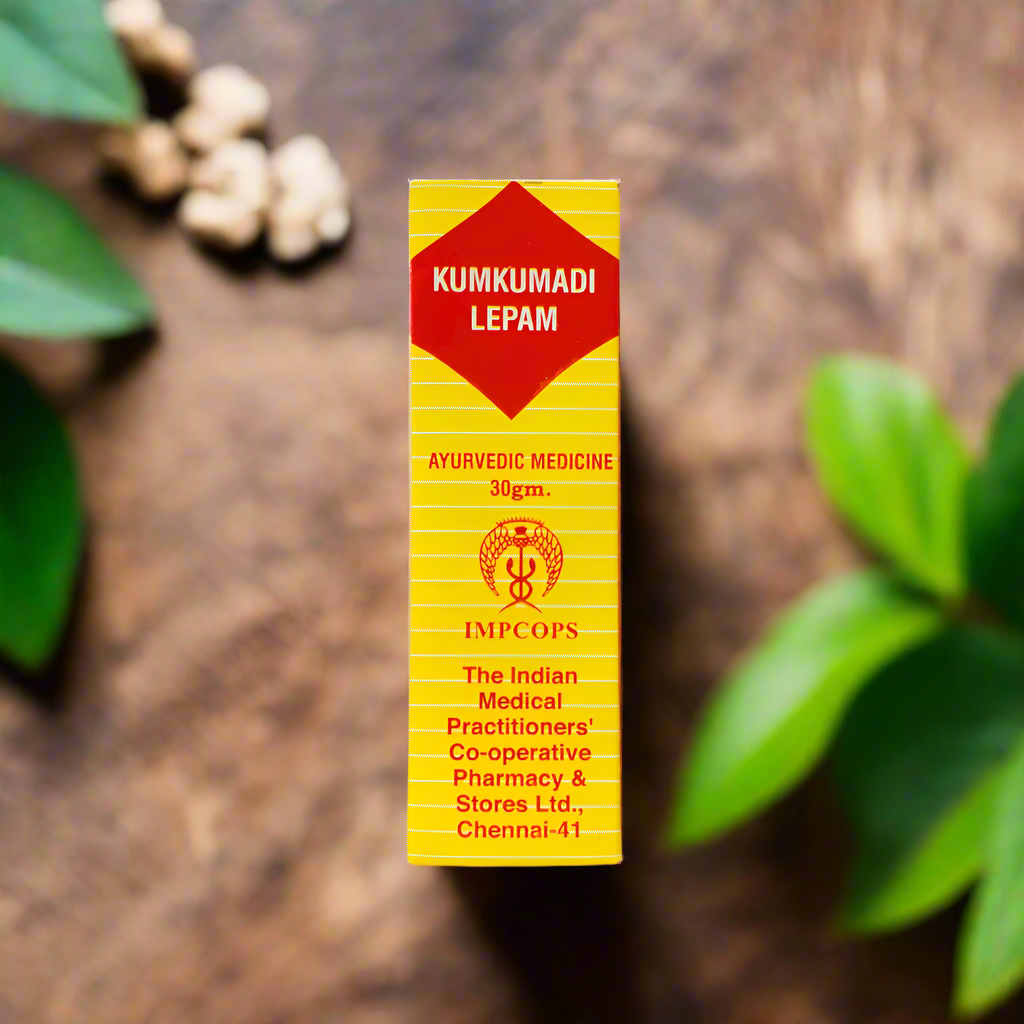 KUMKUMADI
LEPAM
AYURVEDIC MEDICINE
30gm.
IMPCOPS
The Indian
Medical
Practitioners'
Co-operative
Pharmacy &
Stores Ltd.,
Chennai-41